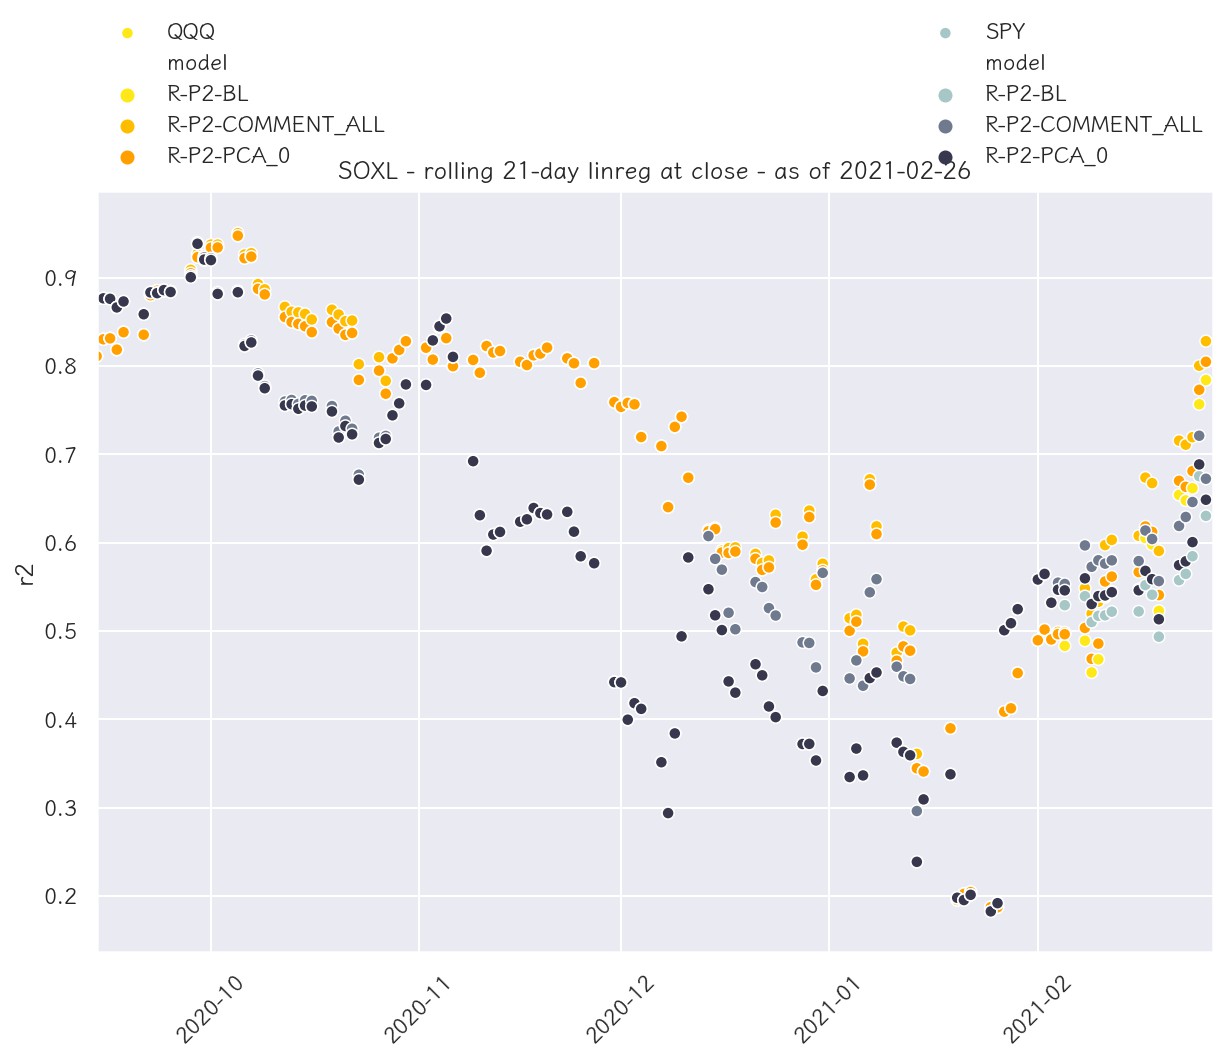 QQQ
model
R-P2-BL
R-P2-COMMENT_ALL
R-P2-PCA_0
SPY
model
R-P2-BL
R-P2-COMMENT_ALL
R-P2-PCA_0
SOXL - rolling 21-day linreg at close - as of 2021-02-26
0.9
0.8
0.7
0.6
0.5
0.4
0.3
0.2
r2
2020-10
2020-11
2020-12
2021-01
2021-02